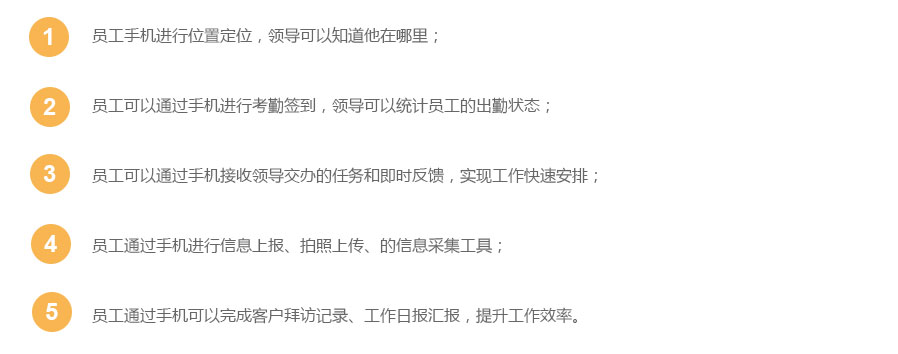 1 员工手机进行位置定位，领导可以知道他在哪里；
2 员工可以通过手机进行考勤签到，领导可以统计员工的出勤状态；
3 员工可以通过手机接收领导交办的任务和即时反馈，实现工作快速安排；
4 员工通过手机进行信息上报、拍照上传、的信息采集工具；
5 员工通过手机可以完成客户拜访记录、工作日报汇报，提升工作效率。